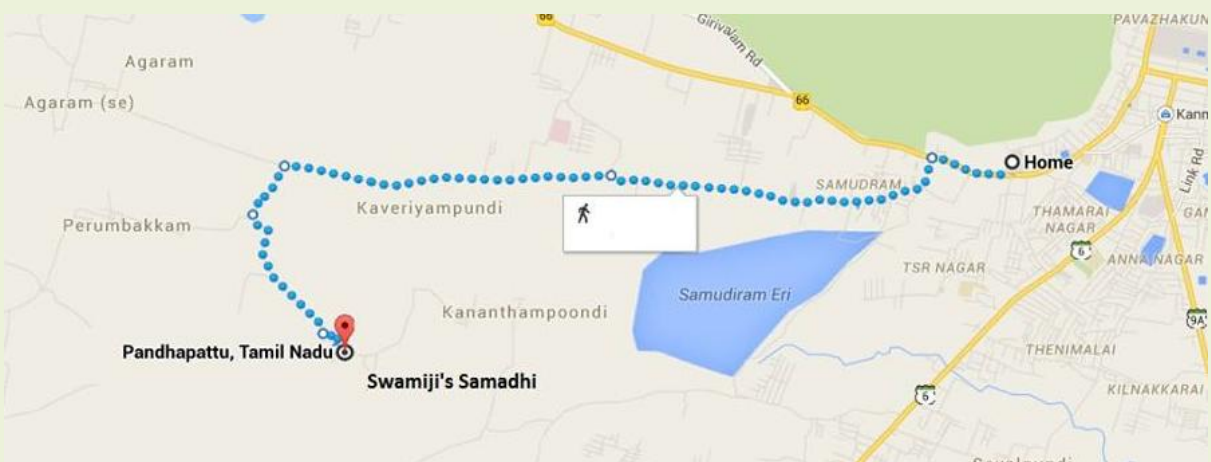 66
Girivalam Rd
PAVAZHAKUN
Agaram
Agaram (se)
66
Kann
Home
Link Rd
SAMUDRAM
Kaveriyampundi
Perumbakkam
THAMARAI
NAGAR
GAN
6
ANNA NAGAR
TSR NAGAR
Samudiram Eri
Kananthampoondi
9A
Pandhapattu, Tamil Nadu
THENIMALAI
Swamiji's Samadhi
6
KILNAKKARAI